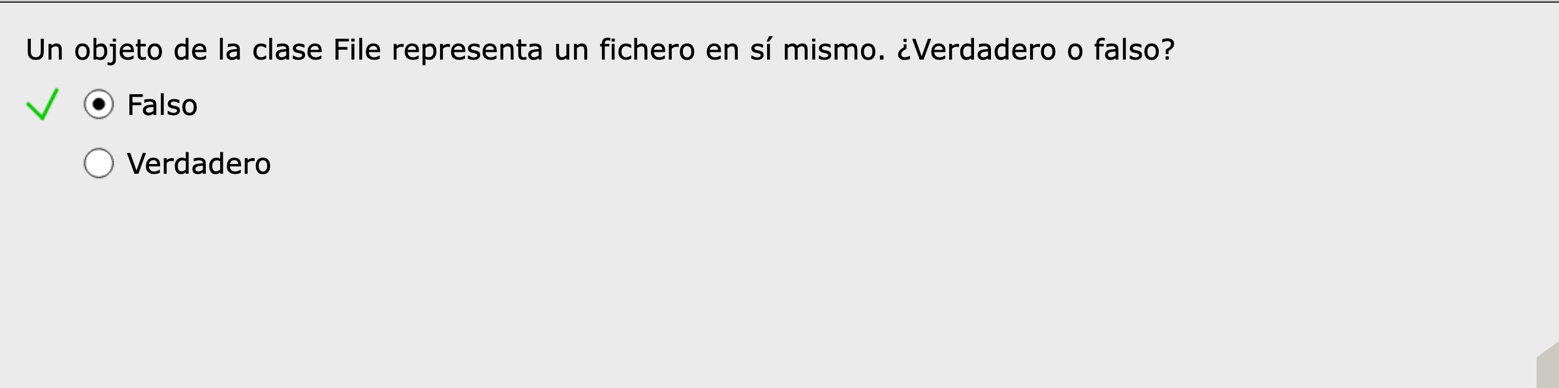 Un objeto de la clase File representa un fichero en sí mismo. ¿Verdadero o falso?
Falso
Verdadero